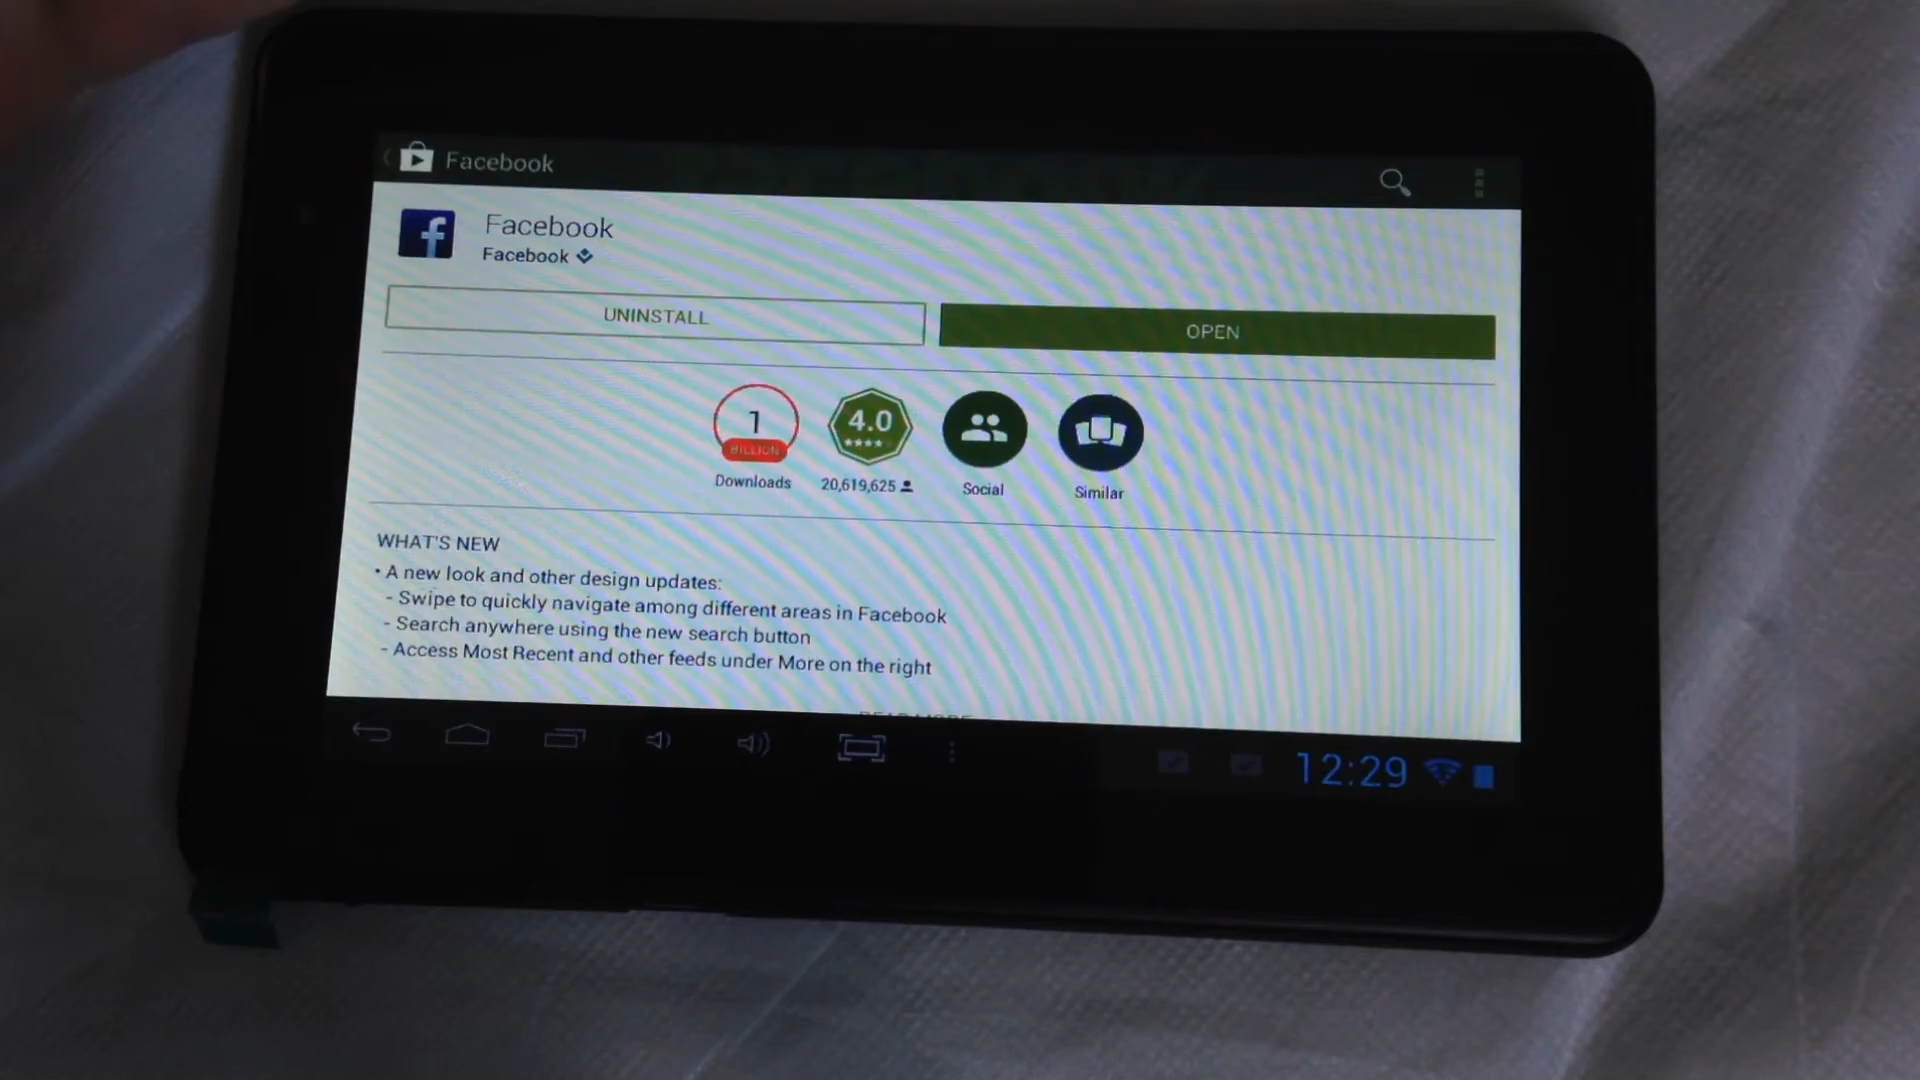 Facebook
Facebook
Facebook
UNINSTALL
OPEN
1
BILLION
Downloads
4.0
20,619,625
Social
Similar
WHAT'S NEW
• A new look and other design updates:
- Swipe to quickly navigate among different areas in Facebook
- Search anywhere using the new search button
- Access Most Recent and other feeds under More on the right
READ MORE
12:29